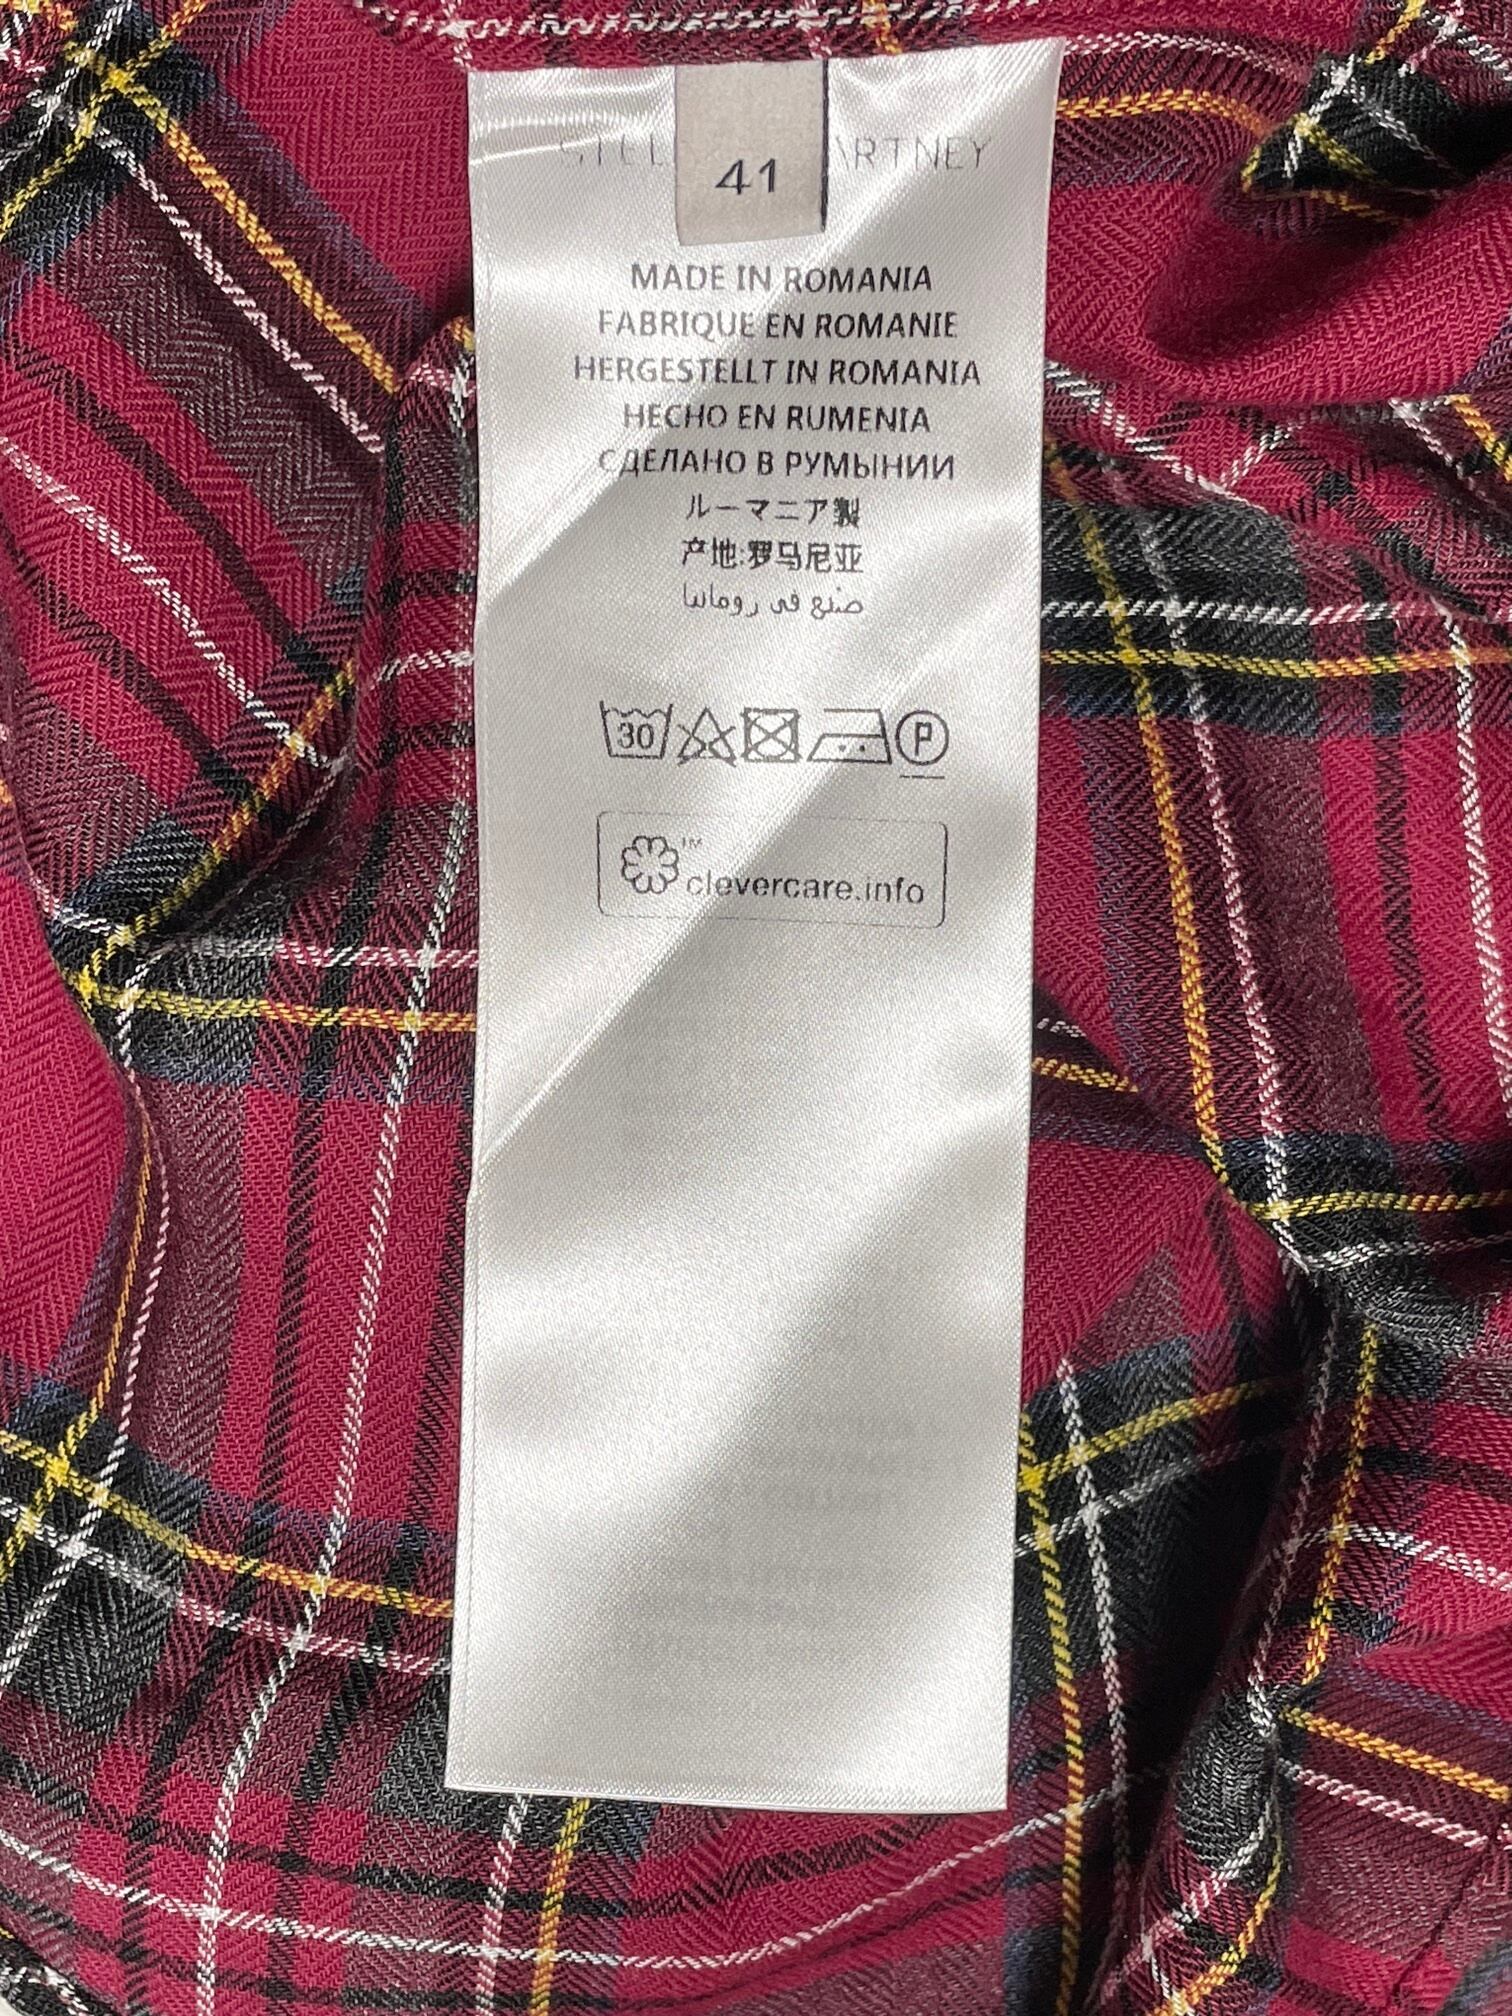 41
MADE IN ROMANIA
FABRIQUE EN ROMANIE
HERGESTELLT IN ROMANIA
HECHO EN RUMENIA
СДЕЛАНО В РУМЫНИИ
ルーマニア製
产地:罗马尼亚
صنع في رومانيا
30 P
™
clevercare.info